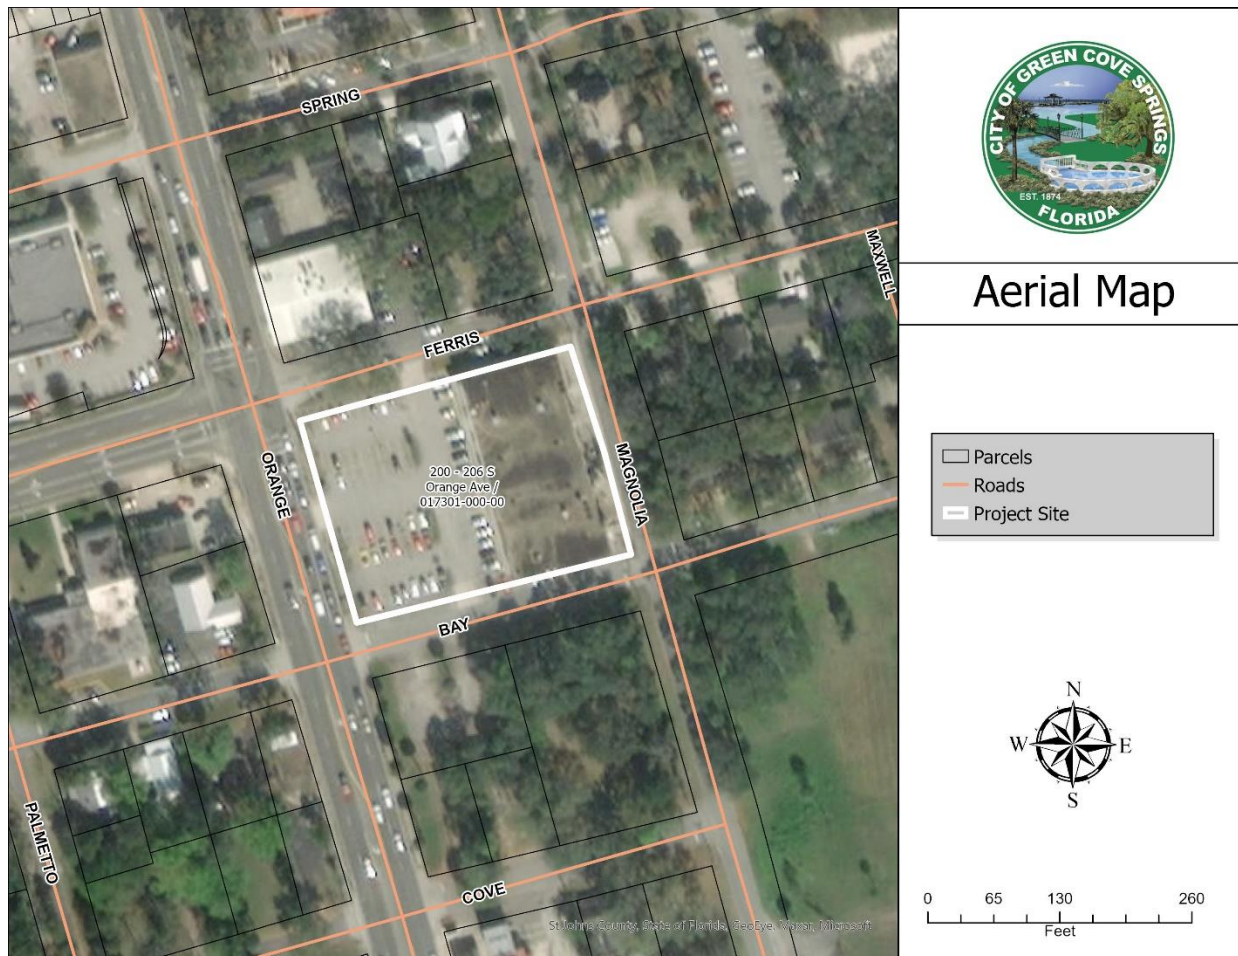 SPRING
FERRIS
MAXWELL
ORANGE
MAGNOLIA
200 - 206 S
Orange Ave /
017301-000-00
BAY
PALMETTO
COVE
St Johns County, State of Florida, GeoEye, Maxar, Microsoft
CITY OF GREEN COVE SPRINGS
EST. 1874
FLORIDA
Aerial Map
Parcels
Roads
Project Site
N
W E
S
0 65 130 260
Feet